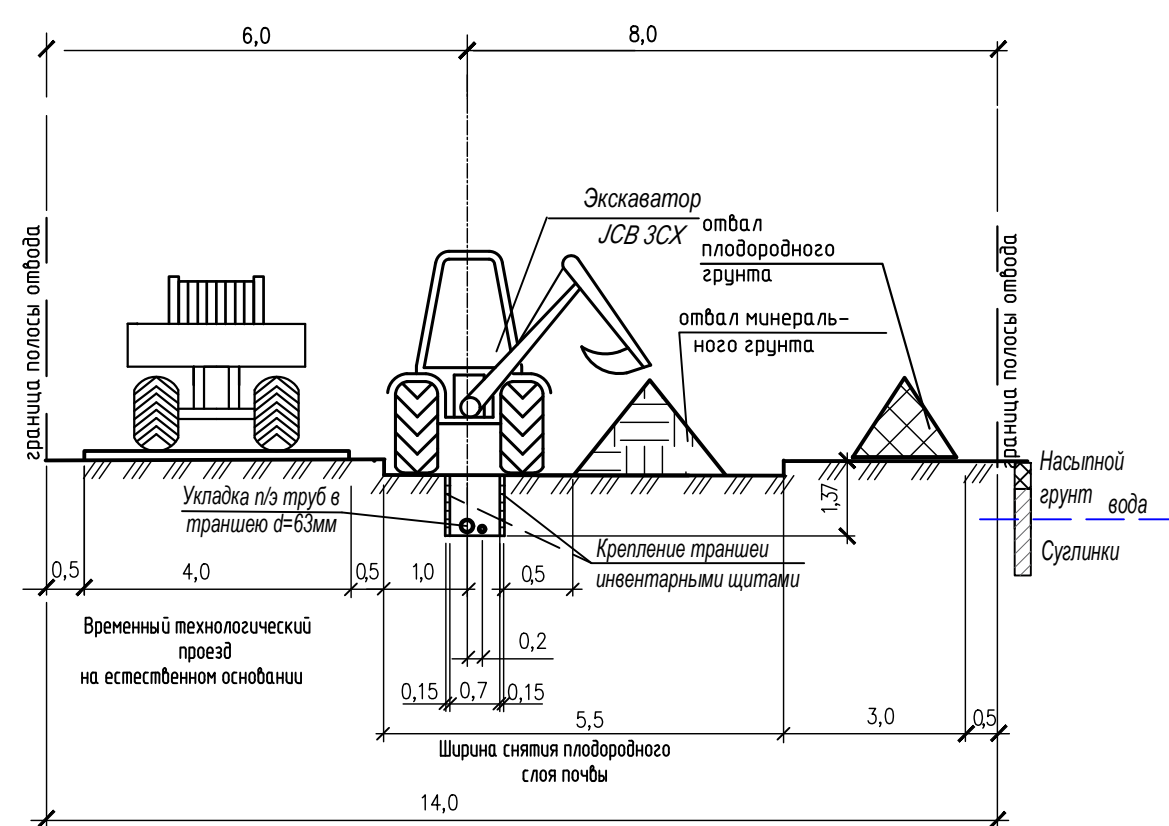 6,0
8,0
граница полосы отвода
Экскаватор
JCB 3CX
отвал
плодородного
грунта
отвал минераль-
ного грунта
граница полосы отвода
Насыпной
грунт
вода
Суглинки
1,37
Укладка п/э труб в
траншею d=63мм
Крепление траншеи
инвентарными щитами
0,5
4,0
0,5
1,0
0,5
Временный технологический
проезд
на естественном основании
0,2
0,15
0,7
0,15
5,5
3,0
0,5
Ширина снятия плодородного
слоя почвы
14,0